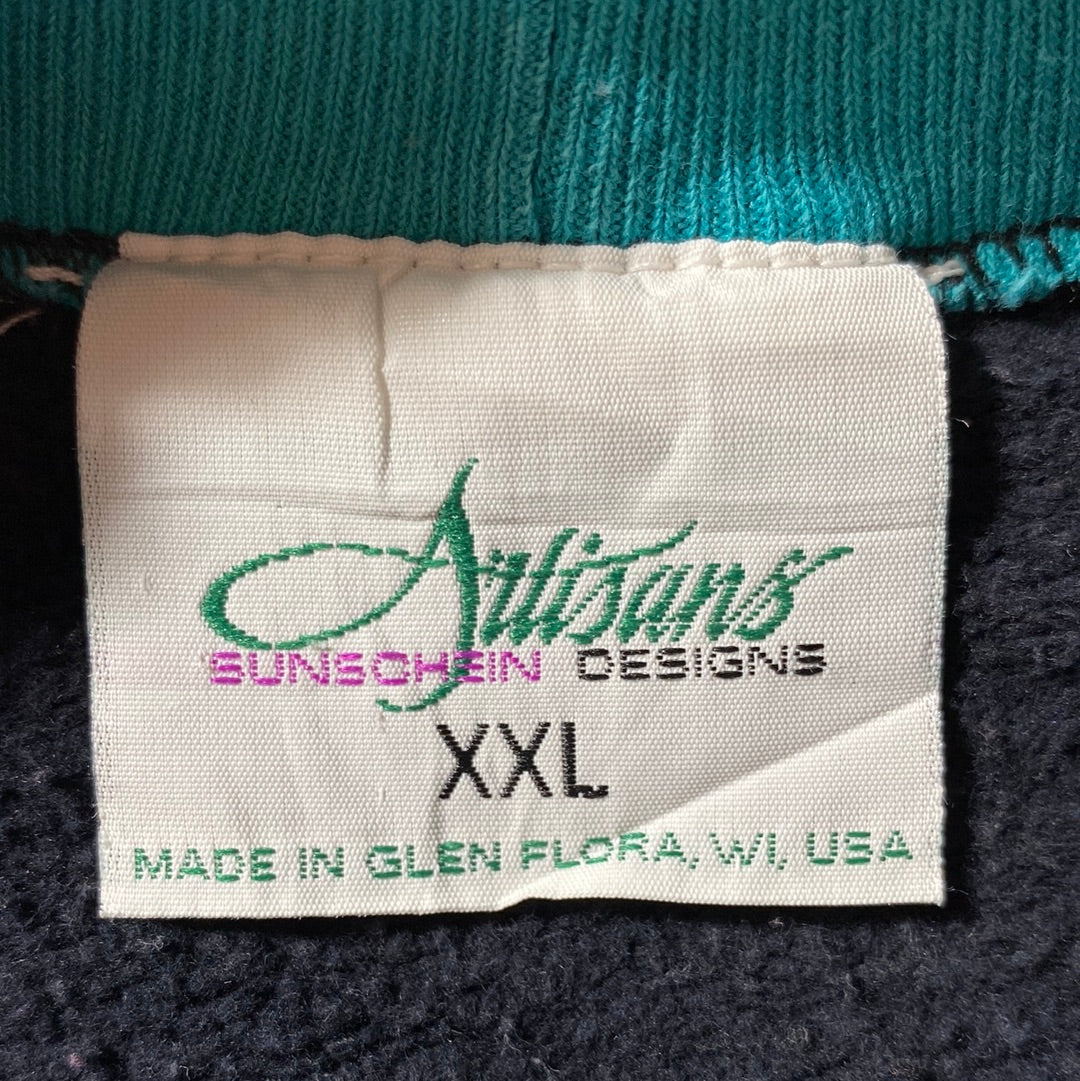 Artisans
SUNSCHEIN DESIGNS
XXL
MADE IN GLEN FLORA, WI, USA